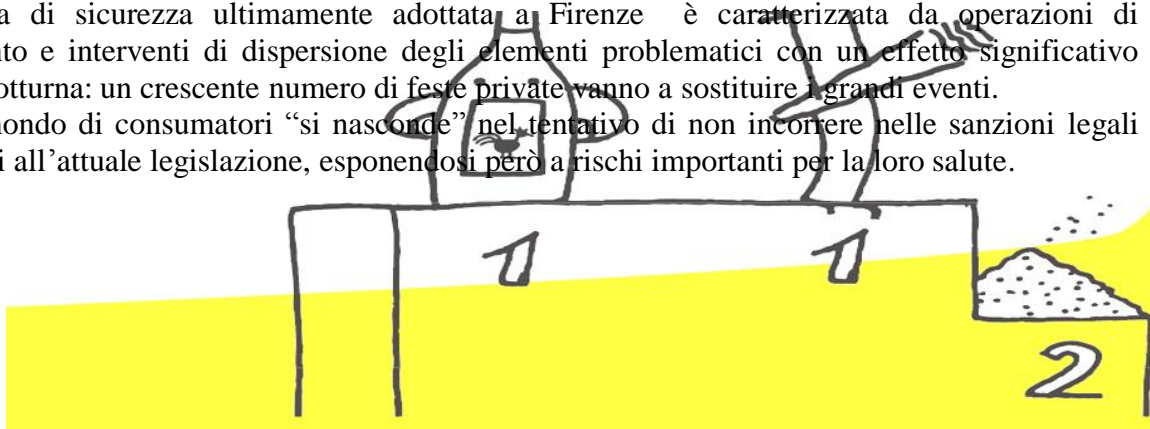 a di sicurezza ultimamente adottata a Firenze è caratterizzata da operazioni di
nto e interventi di dispersione degli elementi problematici con un effetto significativo
otturna: un crescente numero di feste private vanno a sostituire i grandi eventi.
ondo di consumatori “si nasconde” nel tentativo di non incorrere nelle sanzioni legali
i all’attuale legislazione, esponendosi però a rischi importanti per la loro salute.
1 1
2